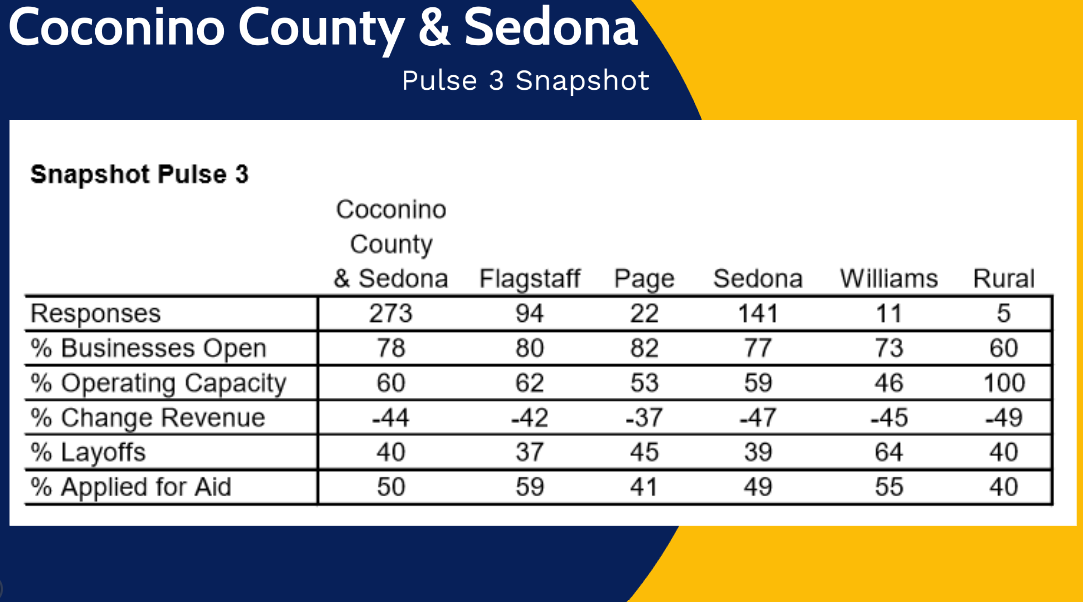 Coconino County & Sedona
Pulse 3 Snapshot
Snapshot Pulse 3
Coconino
County
& Sedona Flagstaff Page Sedona Williams Rural
Responses 273 94 22 141 11 5
% Businesses Open 78 80 82 77 73 60
% Operating Capacity 60 62 53 59 46 100
% Change Revenue -44 -42 -37 -47 -45 -49
% Layoffs 40 37 45 39 64 40
% Applied for Aid 50 59 41 49 55 40